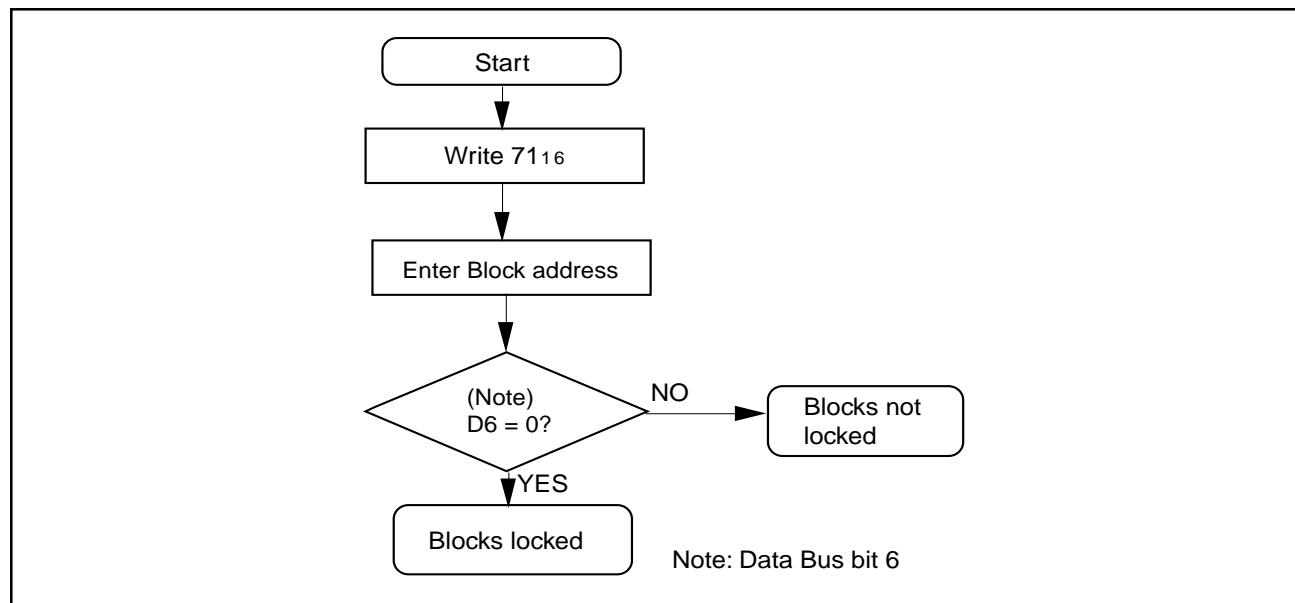 Start
Write 71₁₆
Enter Block address
(Note)
D6 = 0?
NO
Blocks not
locked
YES
Blocks locked
Note: Data Bus bit 6